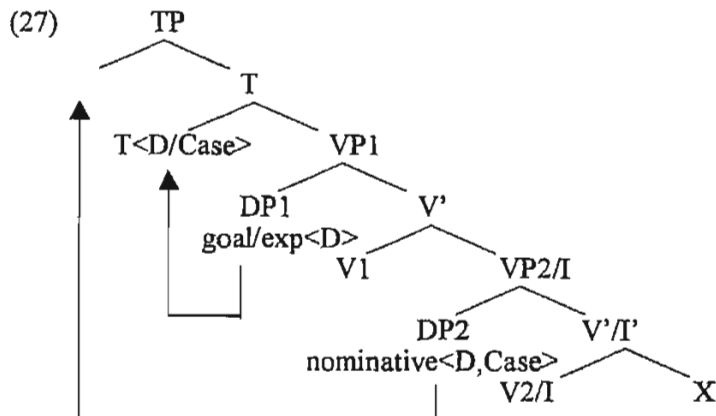 (27) TP
T
T<D/Case> VP1
DP1 V'
goal/exp<D>
V1 VP2/I
DP2 V'/I'
nominative<D,Case>
V2/I X